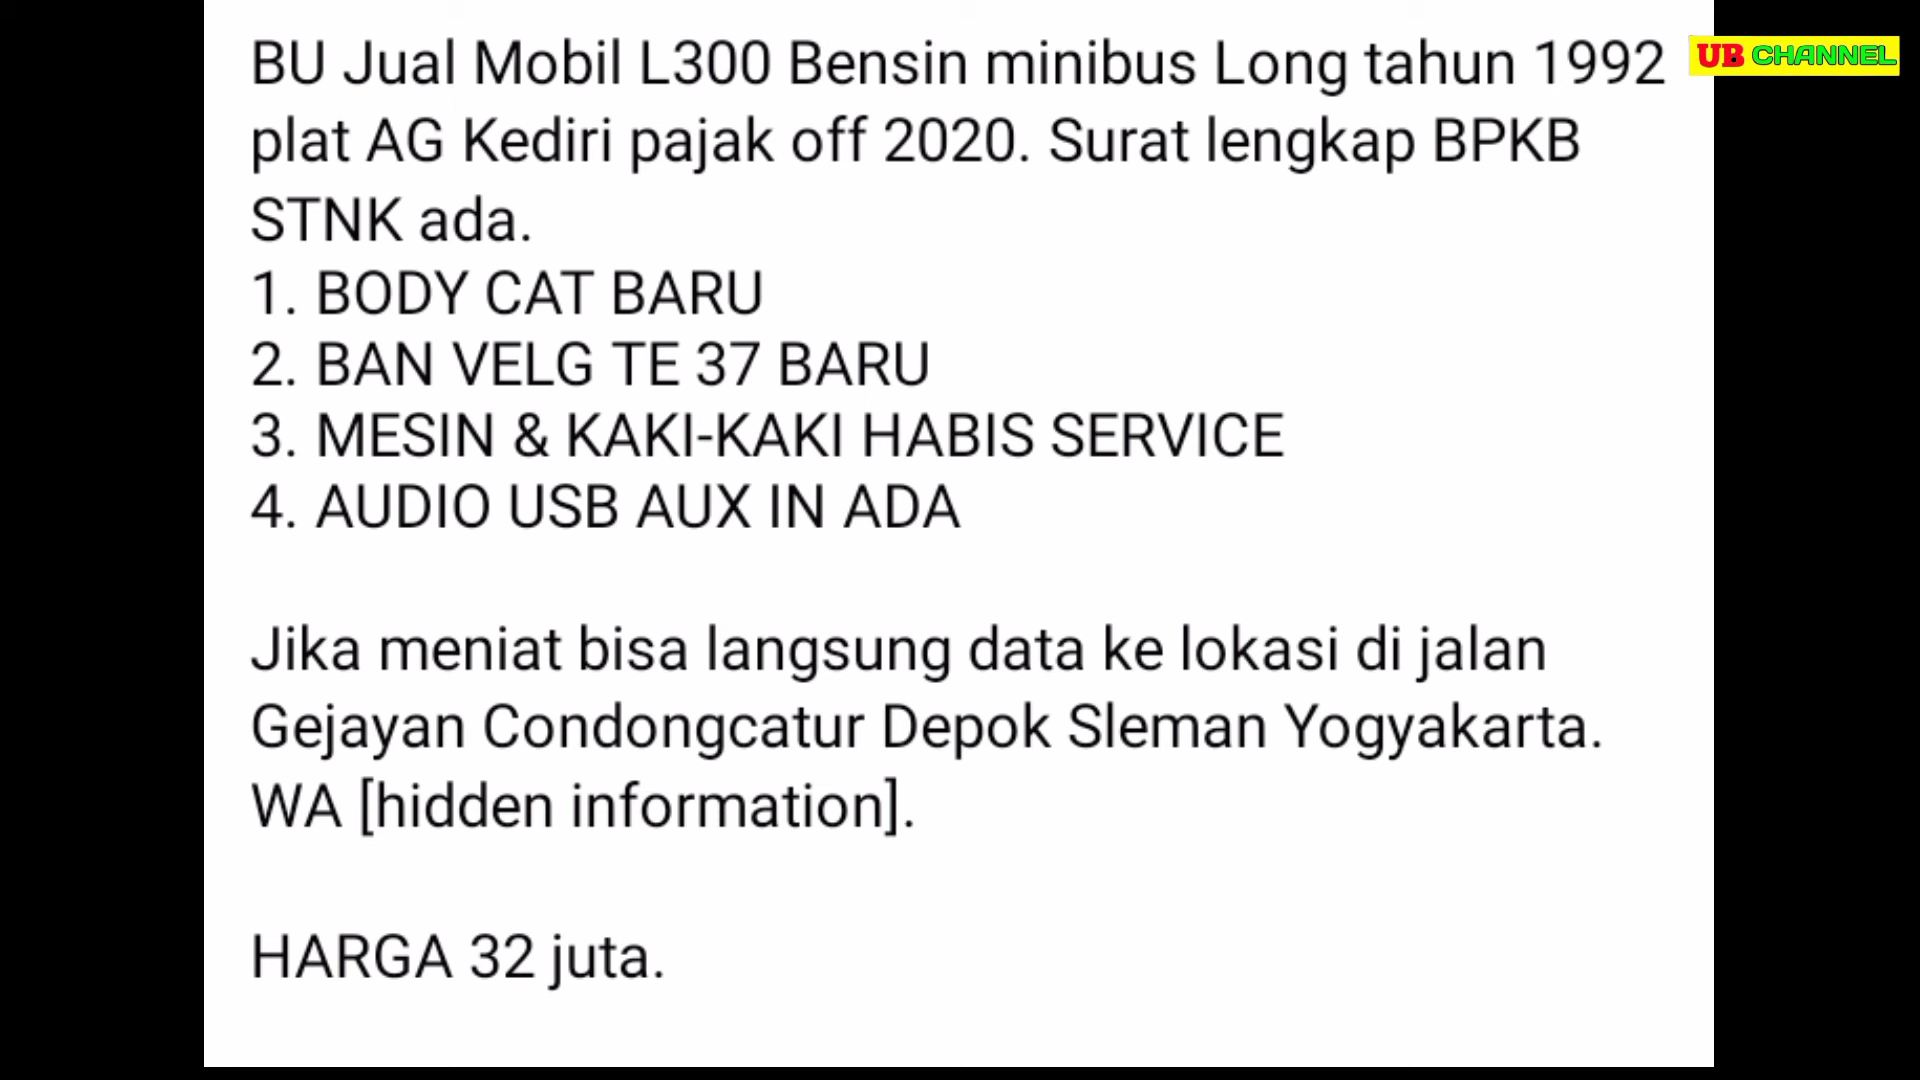 BU Jual Mobil L300 Bensin minibus Long tahun 1992
UB CHANNEL
plat AG Kediri pajak off 2020. Surat lengkap BPKB
STNK ada.
1. BODY CAT BARU
2. BAN VELG TE 37 BARU
3. MESIN & KAKI-KAKI HABIS SERVICE
4. AUDIO USB AUX IN ADA
Jika meniat bisa langsung data ke lokasi di jalan
Gejayan Condongcatur Depok Sleman Yogyakarta.
WA [hidden information].
HARGA 32 juta.